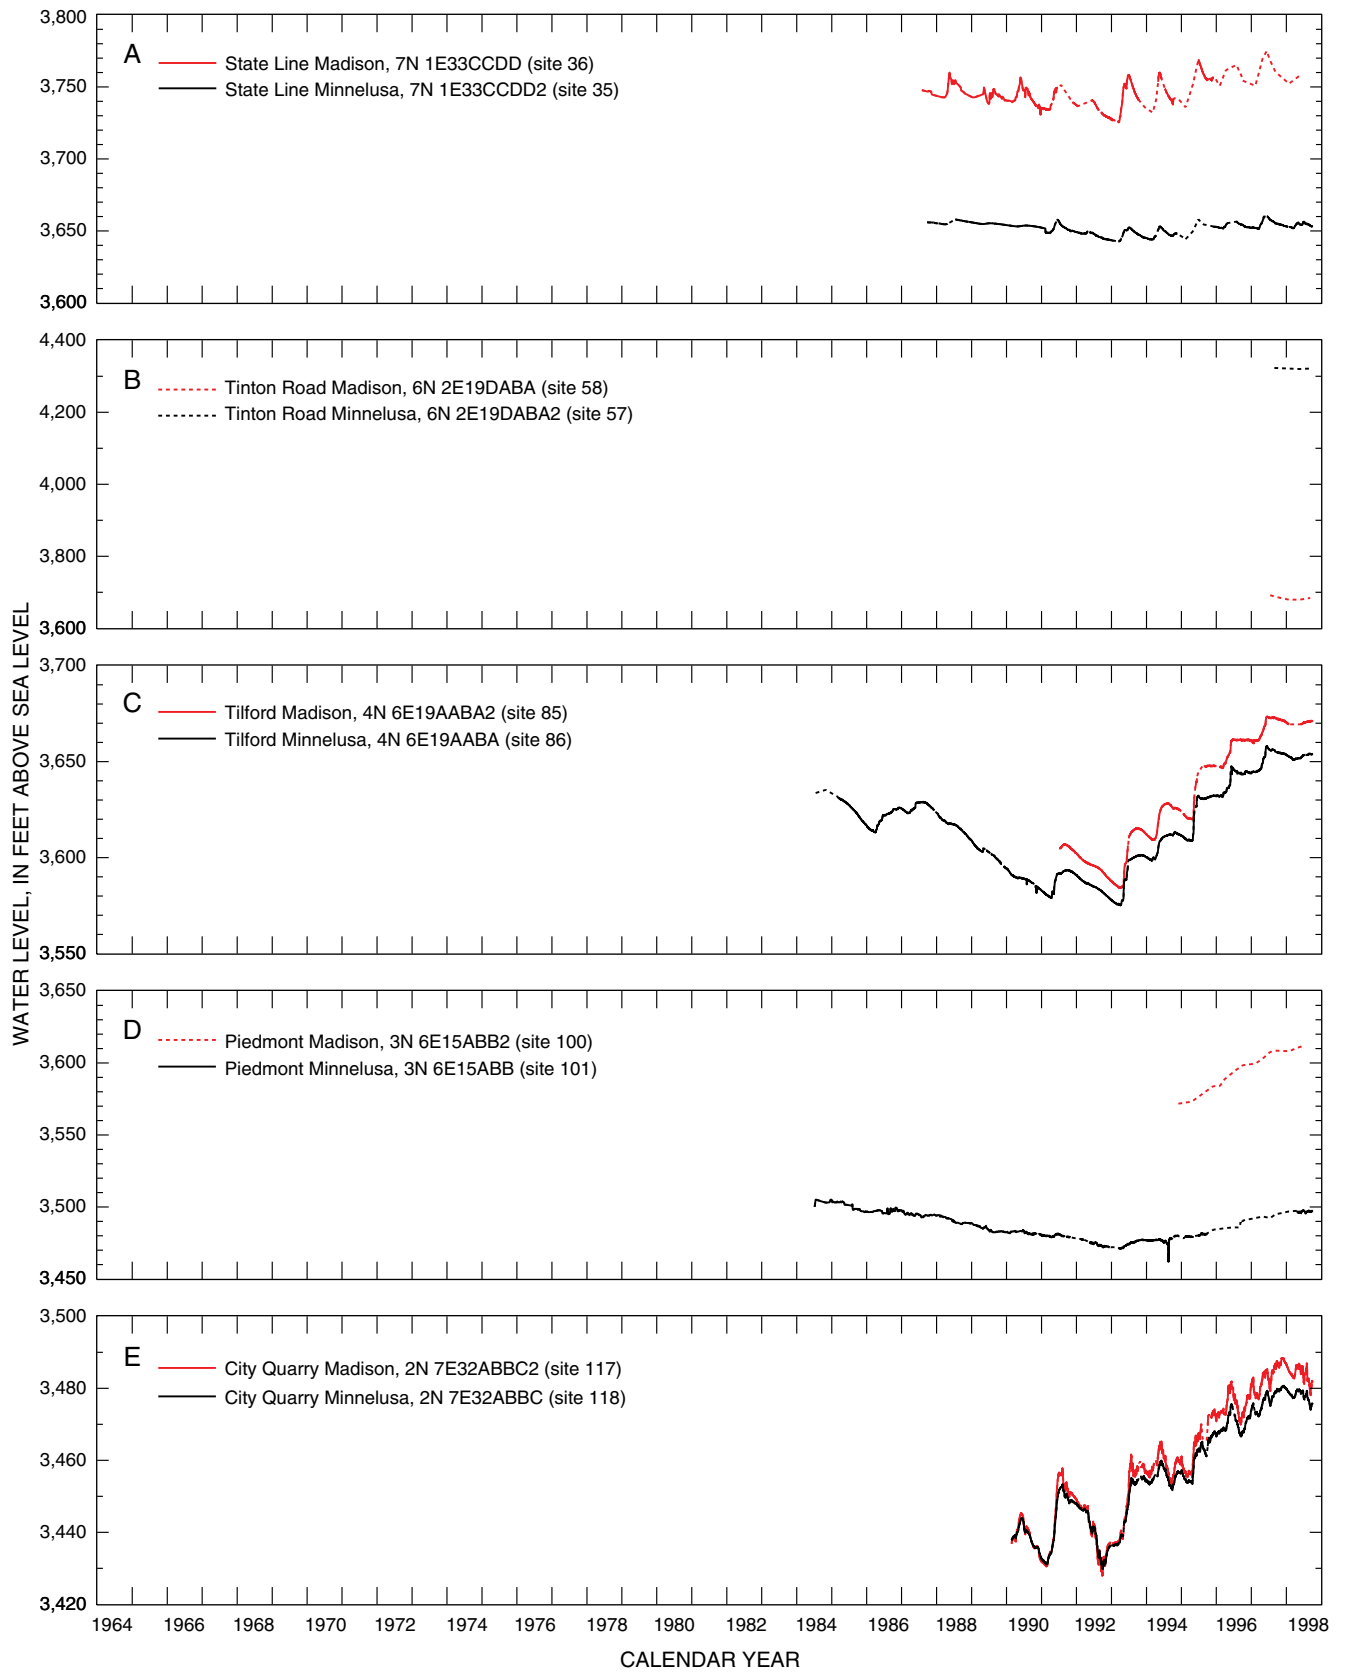 WATER LEVEL, IN FEET ABOVE SEA LEVEL
3,800
3,750
3,700
3,650
3,600
A
State Line Madison, 7N 1E33CCDD (site 36)
State Line Minnelusa, 7N 1E33CCDD2 (site 35)
4,400
4,200
4,000
3,800
3,600
B
Tinton Road Madison, 6N 2E19DABA (site 58)
Tinton Road Minnelusa, 6N 2E19DABA2 (site 57)
3,700
3,650
3,600
3,550
C
Tilford Madison, 4N 6E19AABA2 (site 85)
Tilford Minnelusa, 4N 6E19AABA (site 86)
3,650
3,600
3,550
3,500
3,450
D
Piedmont Madison, 3N 6E15ABB2 (site 100)
Piedmont Minnelusa, 3N 6E15ABB (site 101)
3,500
3,480
3,460
3,440
3,420
E
City Quarry Madison, 2N 7E32ABBC2 (site 117)
City Quarry Minnelusa, 2N 7E32ABBC (site 118)
1964 1966 1968 1970 1972 1974 1976 1978 1980 1982 1984 1986 1988 1990 1992 1994 1996 1998
CALENDAR YEAR